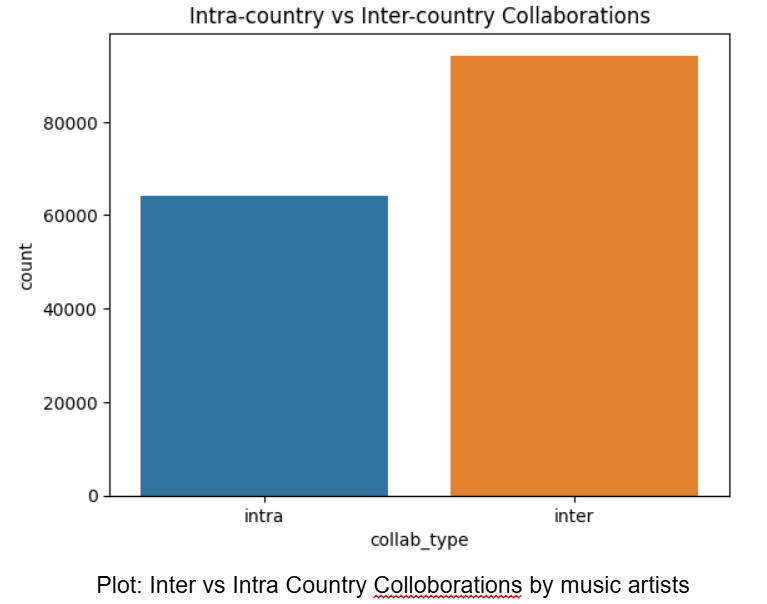 Intra-country vs Inter-country Collaborations
80000
60000
40000
20000
0
count
intra inter
collab_type
Plot: Inter vs Intra Country Colloborations by music artists